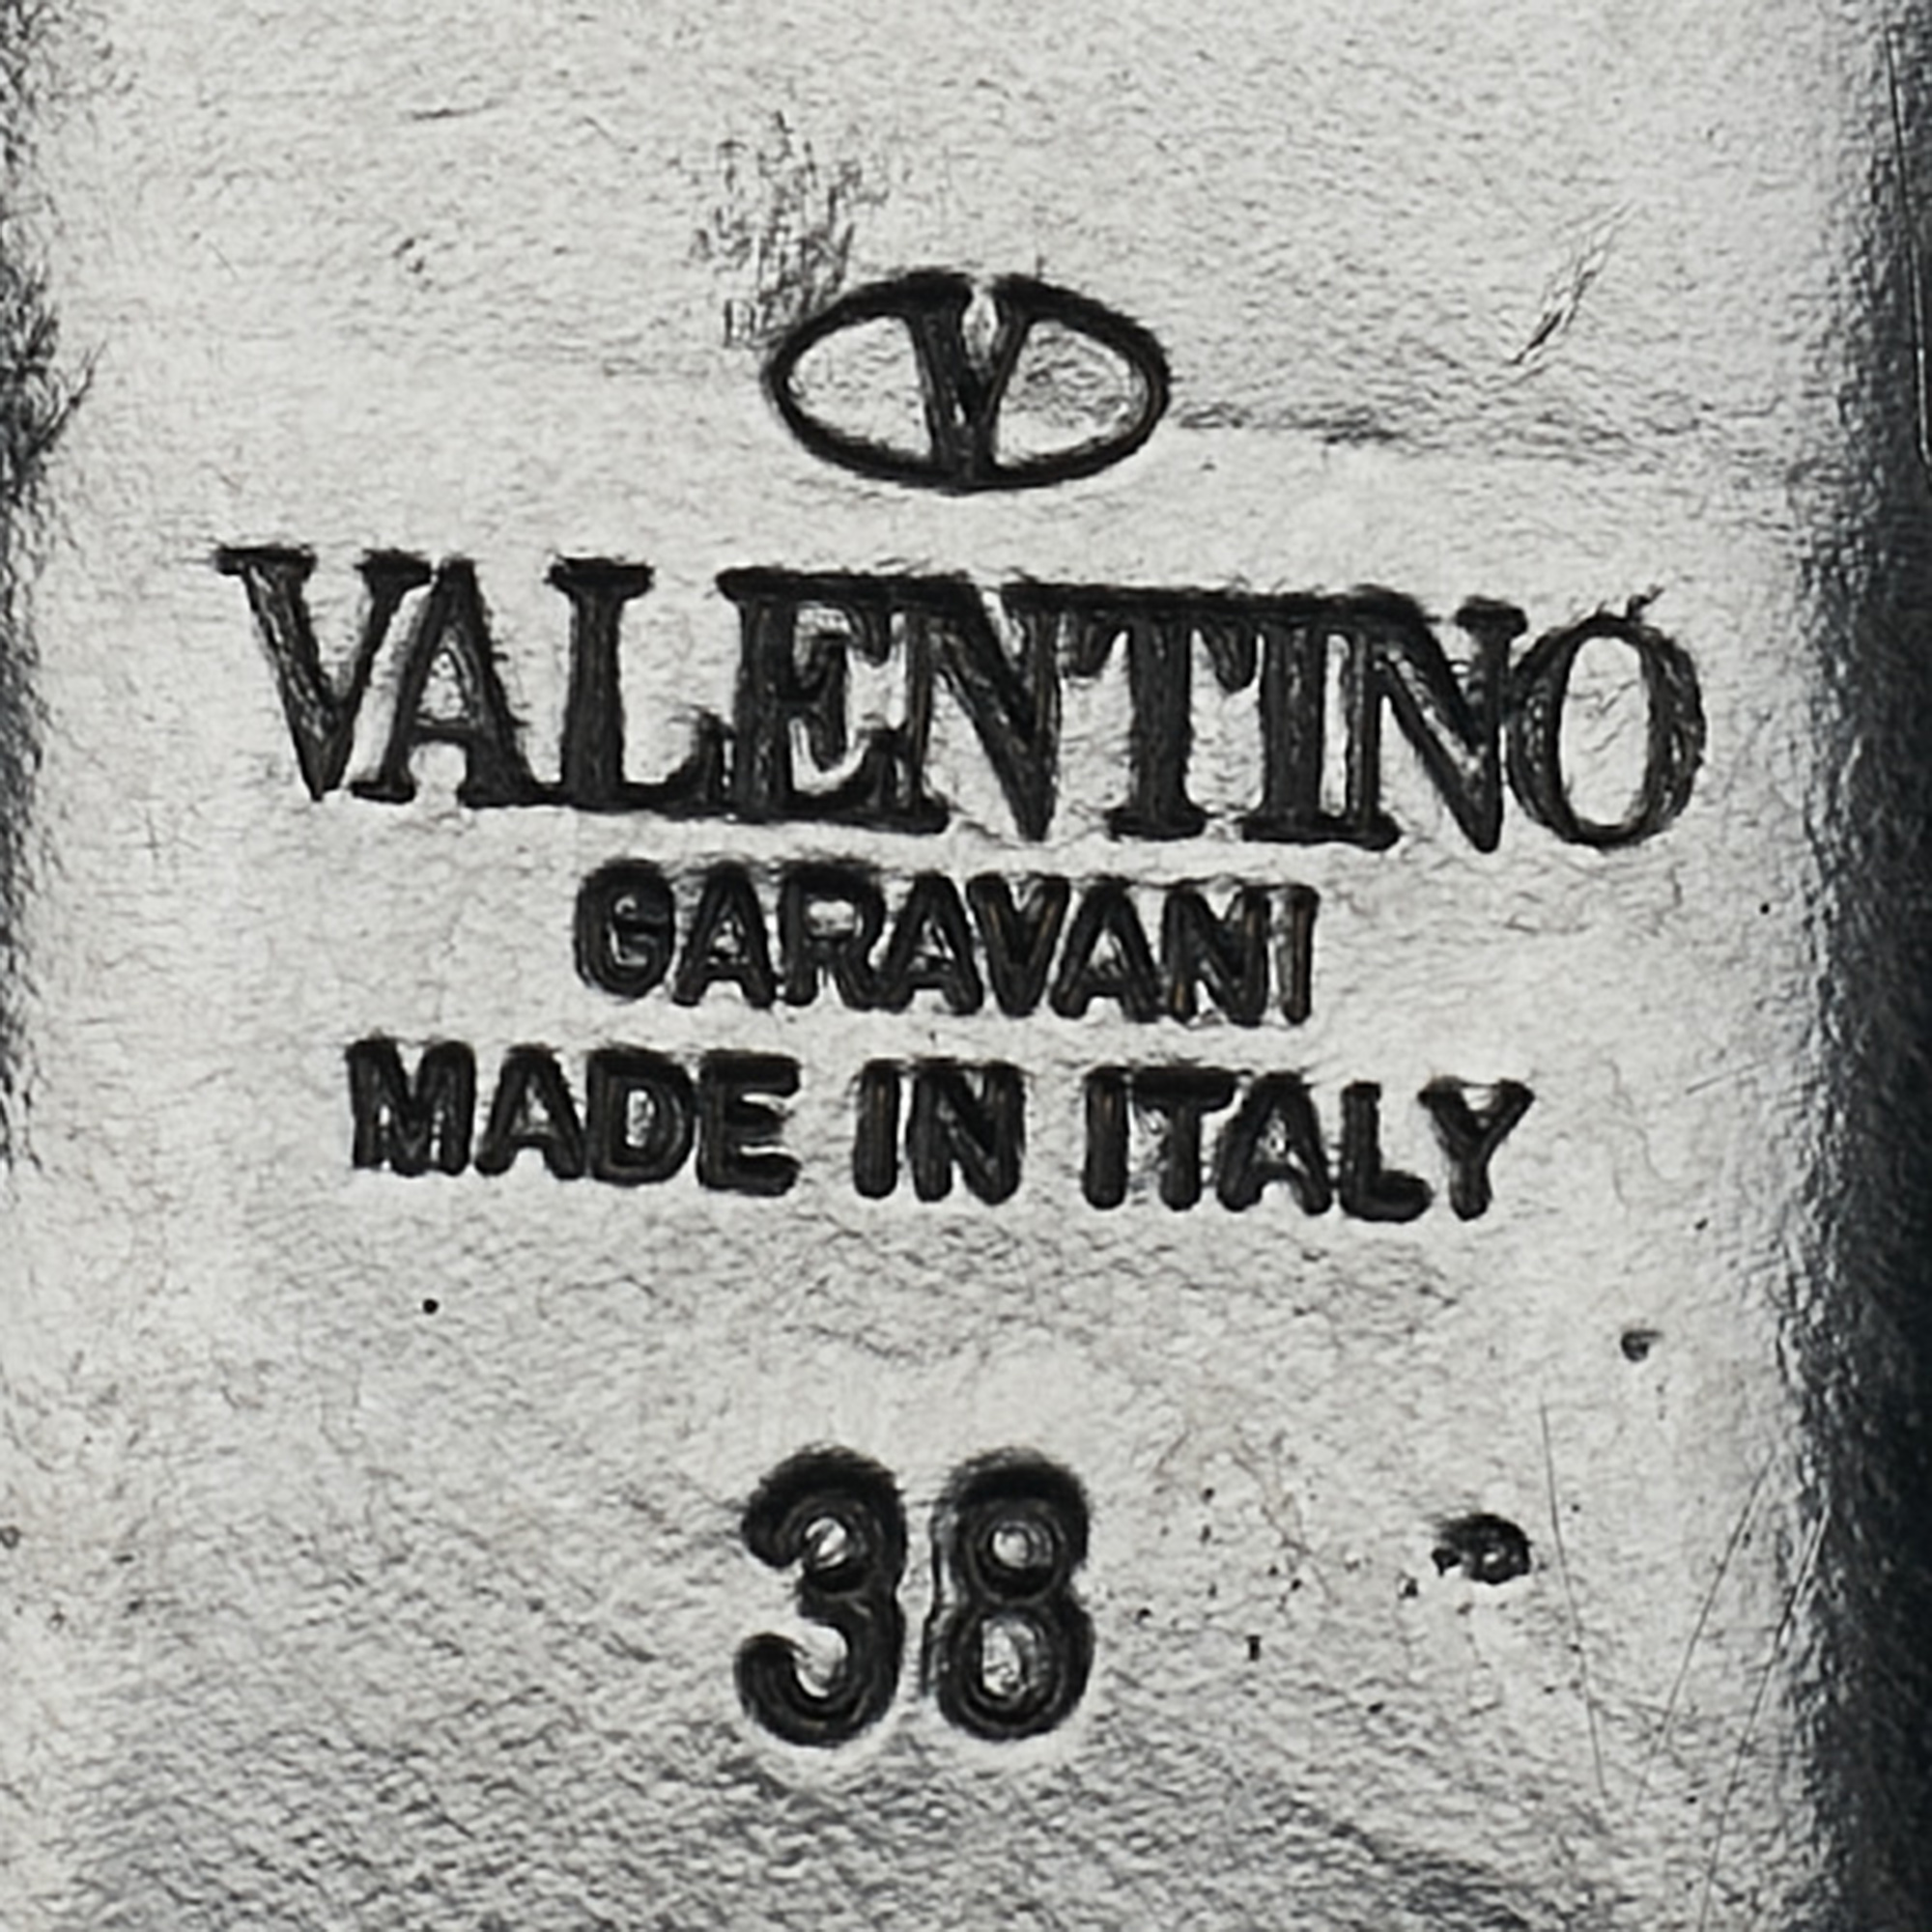 V
VALENTINO
GARAVANI
MADE IN ITALY
38